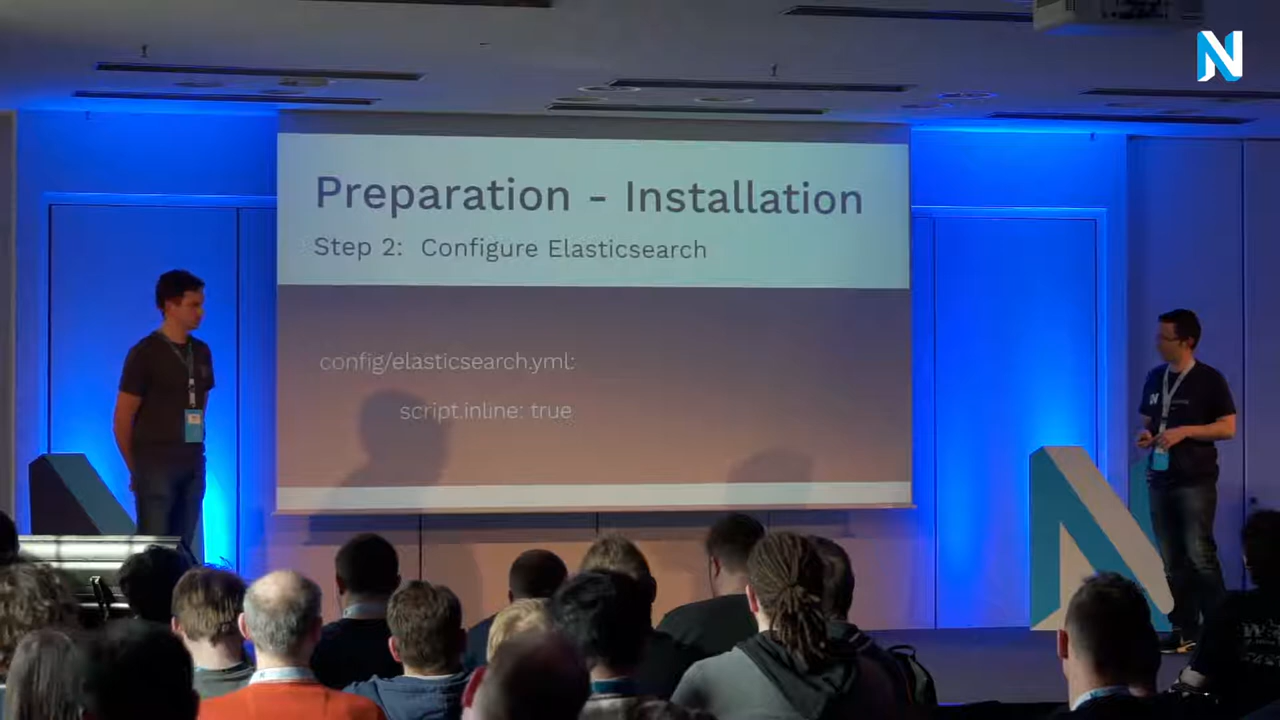 Preparation - Installation
Step 2: Configure Elasticsearch
config/elasticsearch.yml:
script.inline: true